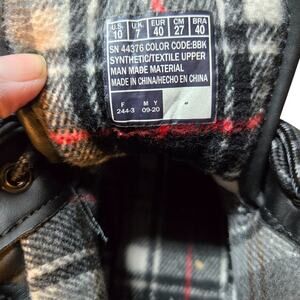 U.S. U.K EUR CM BRA
10 7 40 27 40
SN 44376 COLOR CODE:BBK
SYNTHETIC/TEXTILE UPPER
MAN MADE MATERIAL
MADE IN CHINA/HECHO EN CHINA
F M Y
244-3 09-20